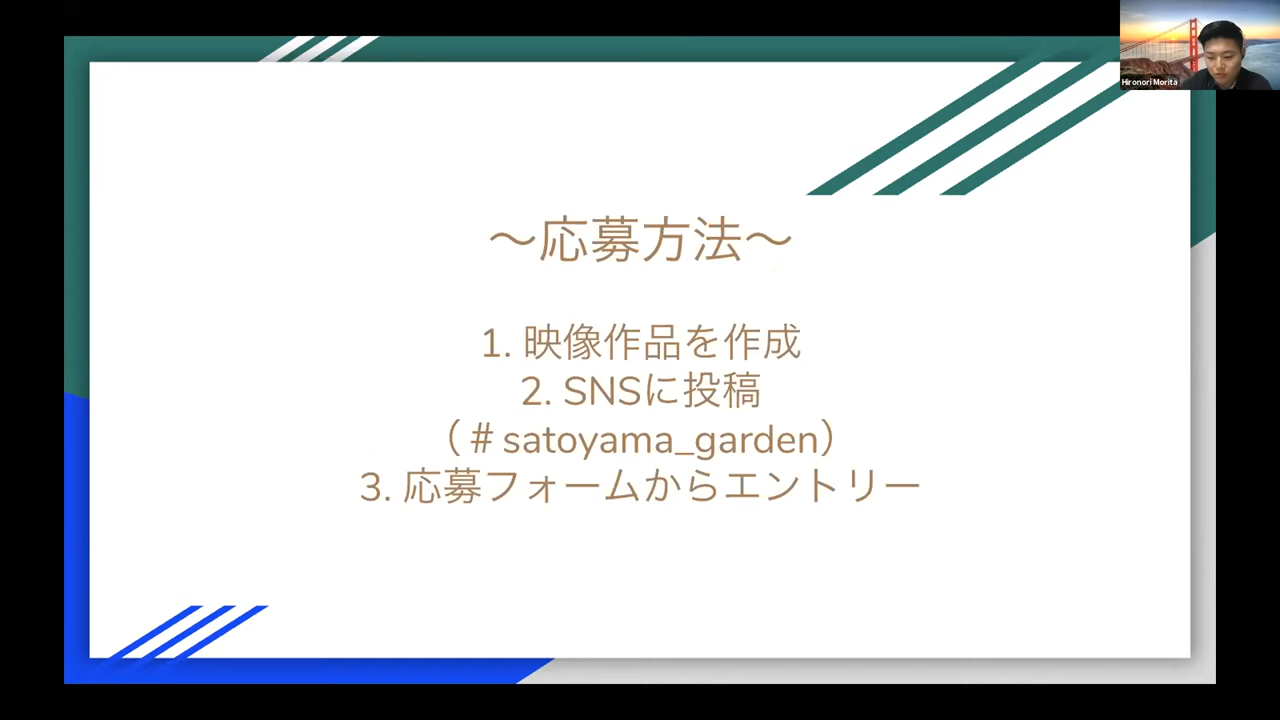 Hironori Morita
〜応募方法〜
1. 映像作品を作成
2. SNSに投稿
（＃satoyama_garden）
3. 応募フォームからエントリー